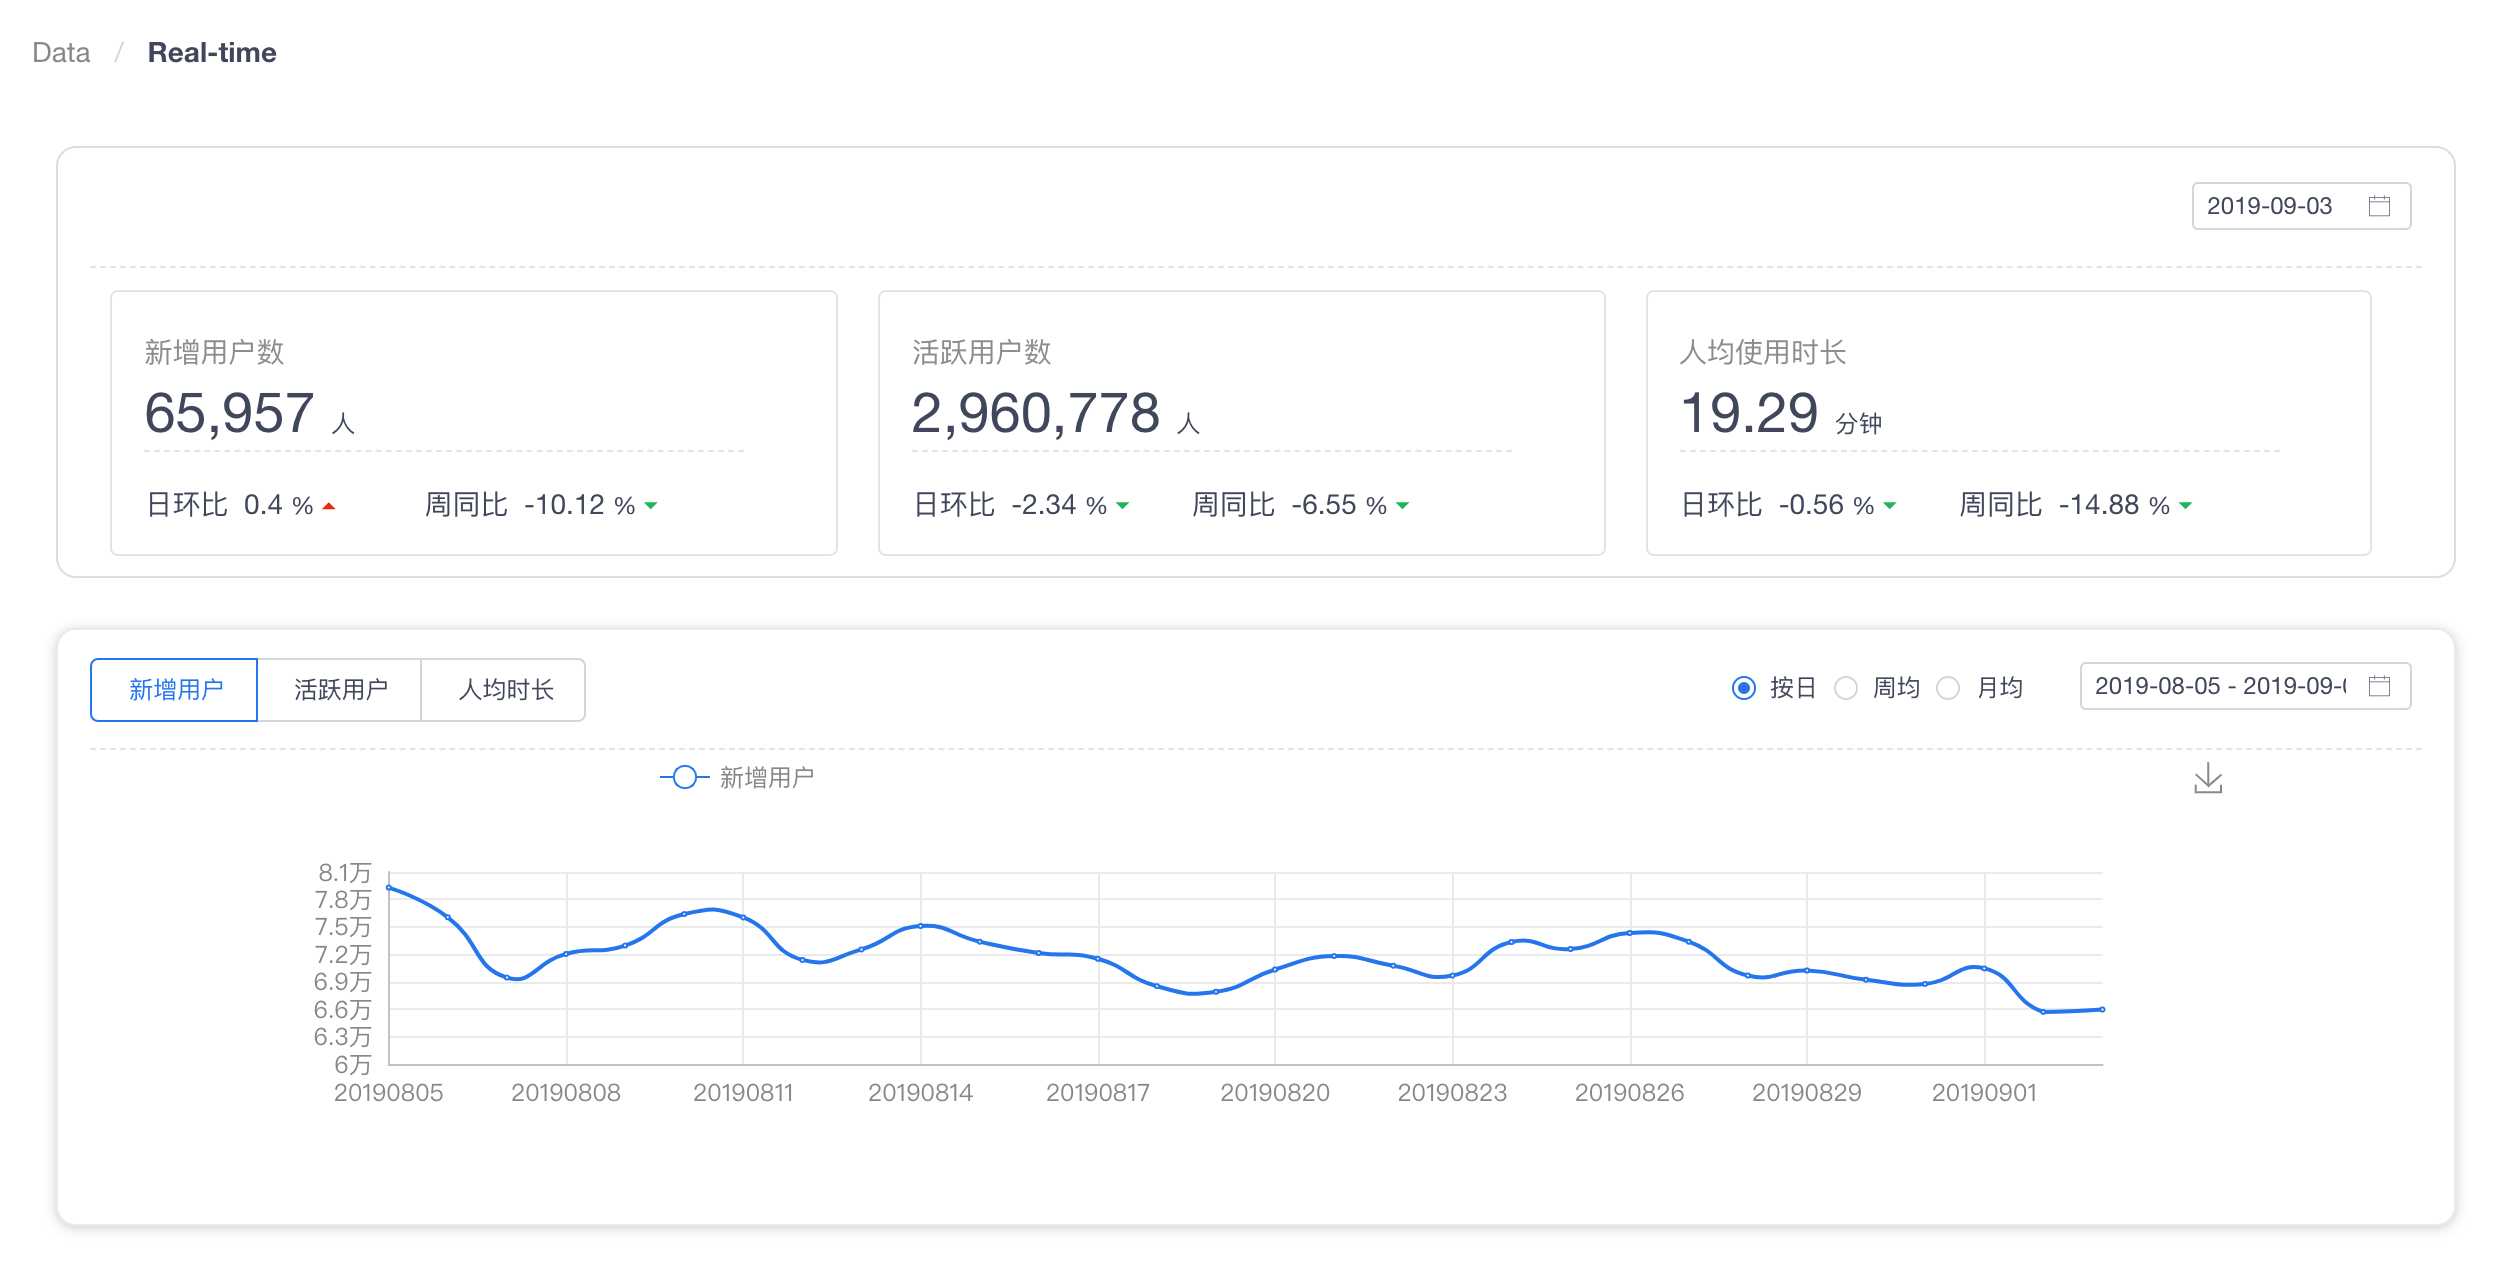 Data / Real-time
2019-09-03
新增用户数
65,957 人
日环比 0.4 % 周同比 -10.12 %
活跃用户数
2,960,778 人
日环比 -2.34 % 周同比 -6.55 %
人均使用时长
19.29 分钟
日环比 -0.56 % 周同比 -14.88 %
新增用户 活跃用户 人均时长
按日 周均 月均 2019-08-05 - 2019-09-
新增用户
8.1万
7.8万
7.5万
7.2万
6.9万
6.6万
6.3万
6万
20190805 20190808 20190811 20190814 20190817 20190820 20190823 20190826 20190829 20190901